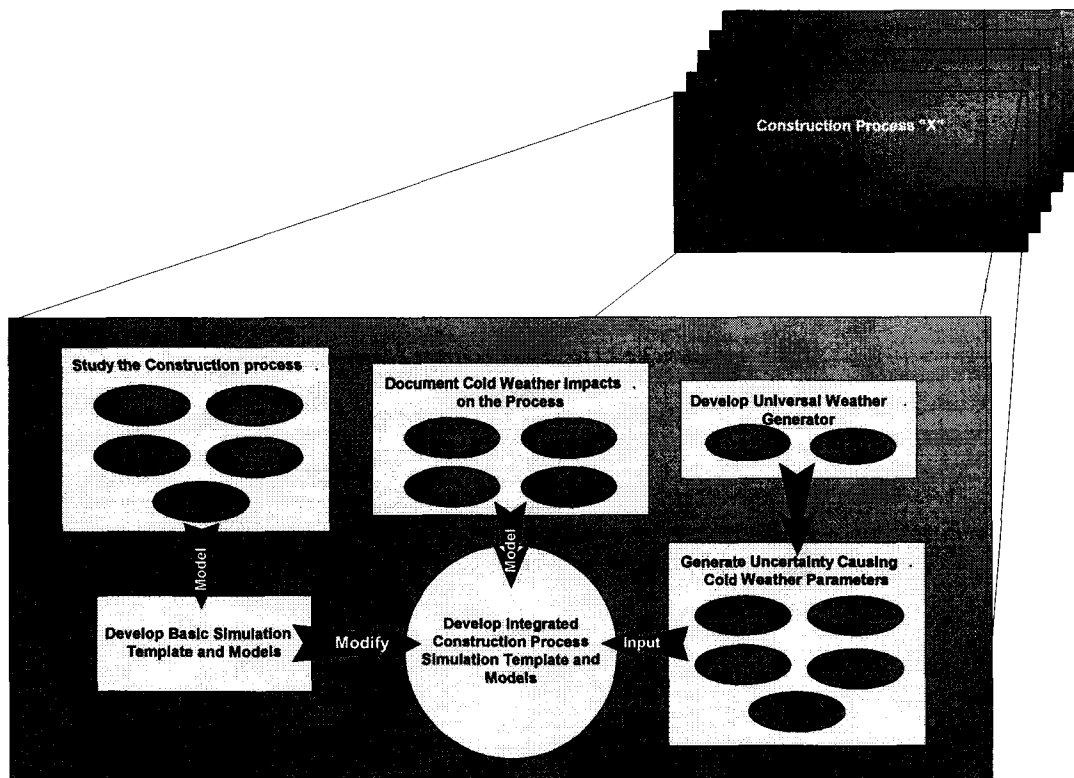 Construction Process "X"
Study the Construction process
Document Cold Weather Impacts
on the Process
Develop Universal Weather
Generator
Model
Model
Generate Uncertainty Causing
Cold Weather Parameters
Develop Basic Simulation
Template and Models
Modify
Develop Integrated
Construction Process
Simulation Template and
Models
Input